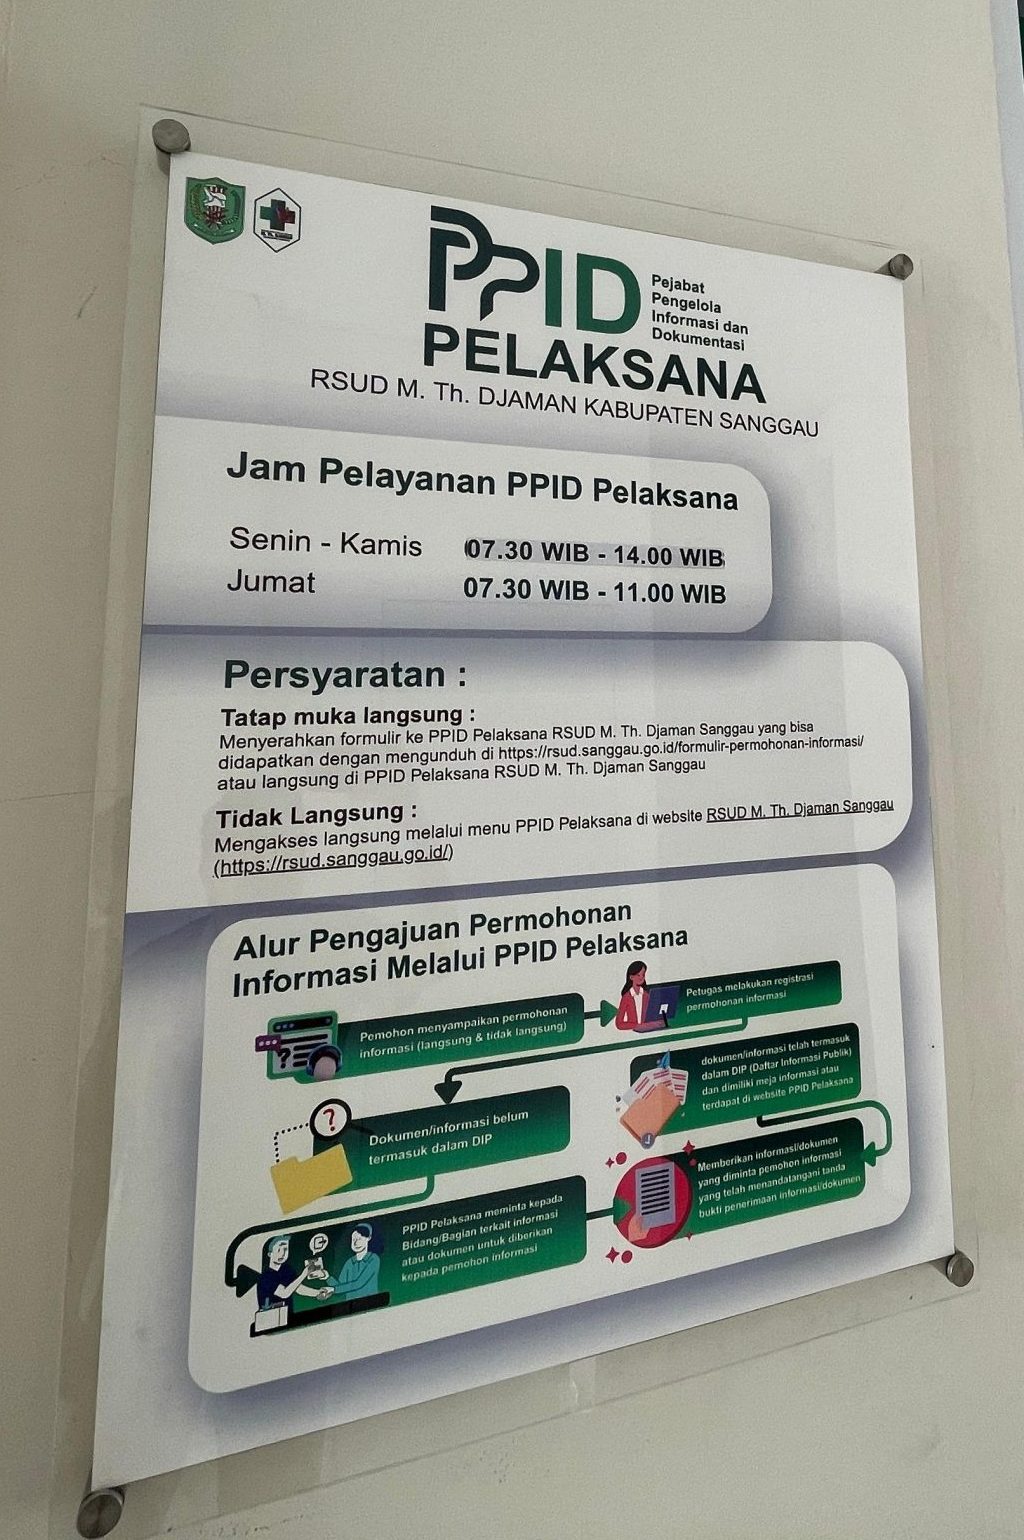 PPID
Pejabat
Pengelola
Informasi dan
Dokumentasi
PELAKSANA
RSUD M. Th. DJAMAN KABUPATEN SANGGAU
Jam Pelayanan PPID Pelaksana
Senin - Kamis 07.30 WIB - 14.00 WIB
Jumat 07.30 WIB - 11.00 WIB
Persyaratan :
Tatap muka langsung :
Menyerahkan formulir ke PPID Pelaksana RSUD M. Th. Djaman Sanggau yang bisa
didapatkan dengan mengunduh di https://rsud.sanggau.go.id/formulir-permohonan-informasi/
atau langsung di PPID Pelaksana RSUD M. Th. Djaman Sanggau
Tidak Langsung :
Mengakses langsung melalui menu PPID Pelaksana di website RSUD M. Th. Djaman Sanggau
(https://rsud.sanggau.go.id/)
Alur Pengajuan Permohonan
Informasi Melalui PPID Pelaksana
Pemohon menyampaikan permohonan
informasi (langsung & tidak langsung)
Petugas melakukan registrasi
permohonan informasi
Dokumen/informasi belum
termasuk dalam DIP
dokumen/informasi telah termasuk
dalam DIP (Daftar Informasi Publik)
dan dimiliki meja informasi atau
terdapat di website PPID Pelaksana
PPID Pelaksana meminta kepada
Bidang/Bagian terkait informasi
atau dokumen untuk diberikan
kepada pemohon informasi
Memberikan informasi/dokumen
yang diminta pemohon informasi
yang telah menandatangani tanda
bukti penerimaan informasi/dokumen